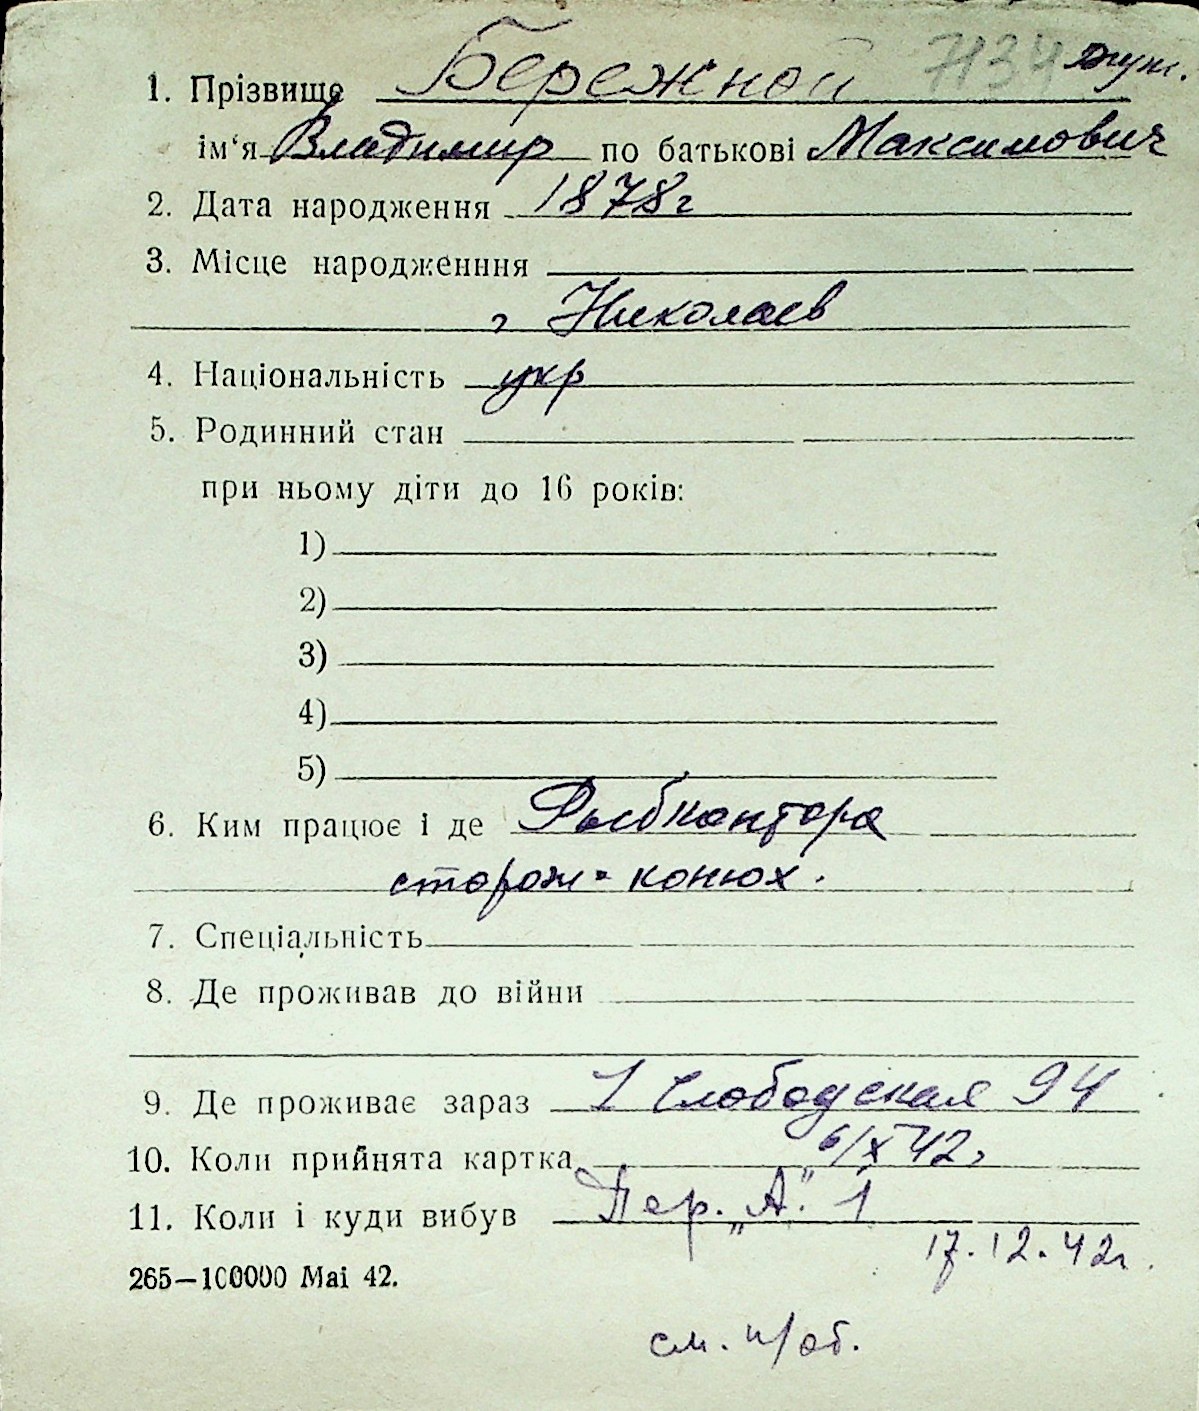 1. Прізвище Бережной 7134
ім‘я Владимир по батькові Максимович
2. Дата народження 1878г
3. Місце народженння
г Николаев
4. Національність укр
5. Родинний стан
при ньому діти до 16 років:
1)
2)
3)
4)
5)
6. Ким працює і де Рыбконтора
сторож - конюх.
7. Спеціальність
8. Де проживав до війни
9. Де проживає зараз 1 Слободская 94
10. Коли прийнята картка 6/X 42г
11. Коли і куди вибув Пер. „А“. 1
17.12.42г.
265—100000 Mai 42.
см. н/об.